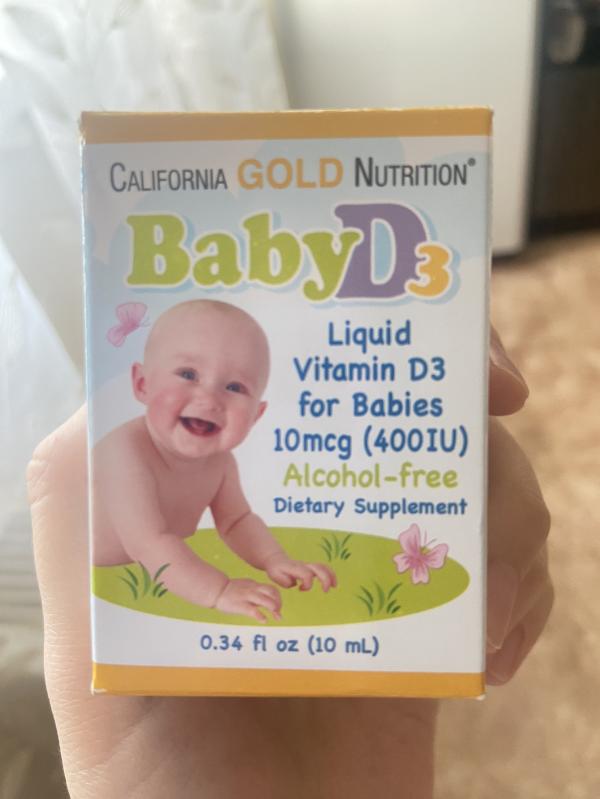 CALIFORNIA GOLD NUTRITION®
BabyD3
Liquid
Vitamin D3
for Babies
10mcg (400IU)
Alcohol-free
Dietary Supplement
0.34 fl oz (10 mL)